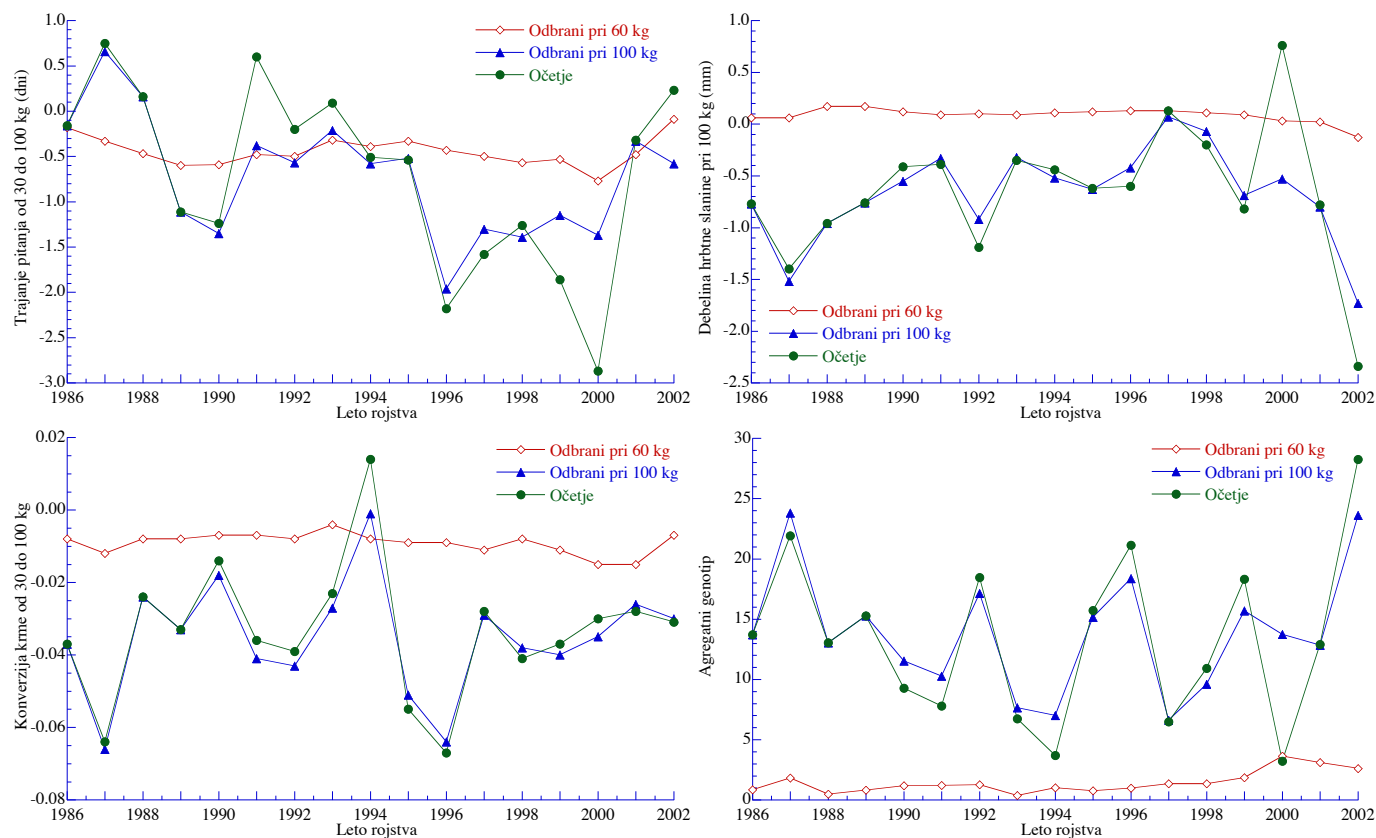 Trajanje pitanja od 30 do 100 kg (dni)
1.0
0.5
0.0
-0.5
-1.0
-1.5
-2.0
-2.5
-3.0
Odbrani pri 60 kg
Odbrani pri 100 kg
Očetje
1986 1988 1990 1992 1994 1996 1998 2000 2002
Leto rojstva
Debelina hrbtne slanine pri 100 kg (mm)
1.0
0.5
0.0
-0.5
-1.0
-1.5
-2.0
-2.5
Odbrani pri 60 kg
Odbrani pri 100 kg
Očetje
1986 1988 1990 1992 1994 1996 1998 2000 2002
Leto rojstva
Konverzija krme od 30 do 100 kg
0.02
0.00
-0.02
-0.04
-0.06
-0.08
Odbrani pri 60 kg
Odbrani pri 100 kg
Očetje
1986 1988 1990 1992 1994 1996 1998 2000 2002
Leto rojstva
Agregatni genotip
30
25
20
15
10
5
0
Odbrani pri 60 kg
Odbrani pri 100 kg
Očetje
1986 1988 1990 1992 1994 1996 1998 2000 2002
Leto rojstva